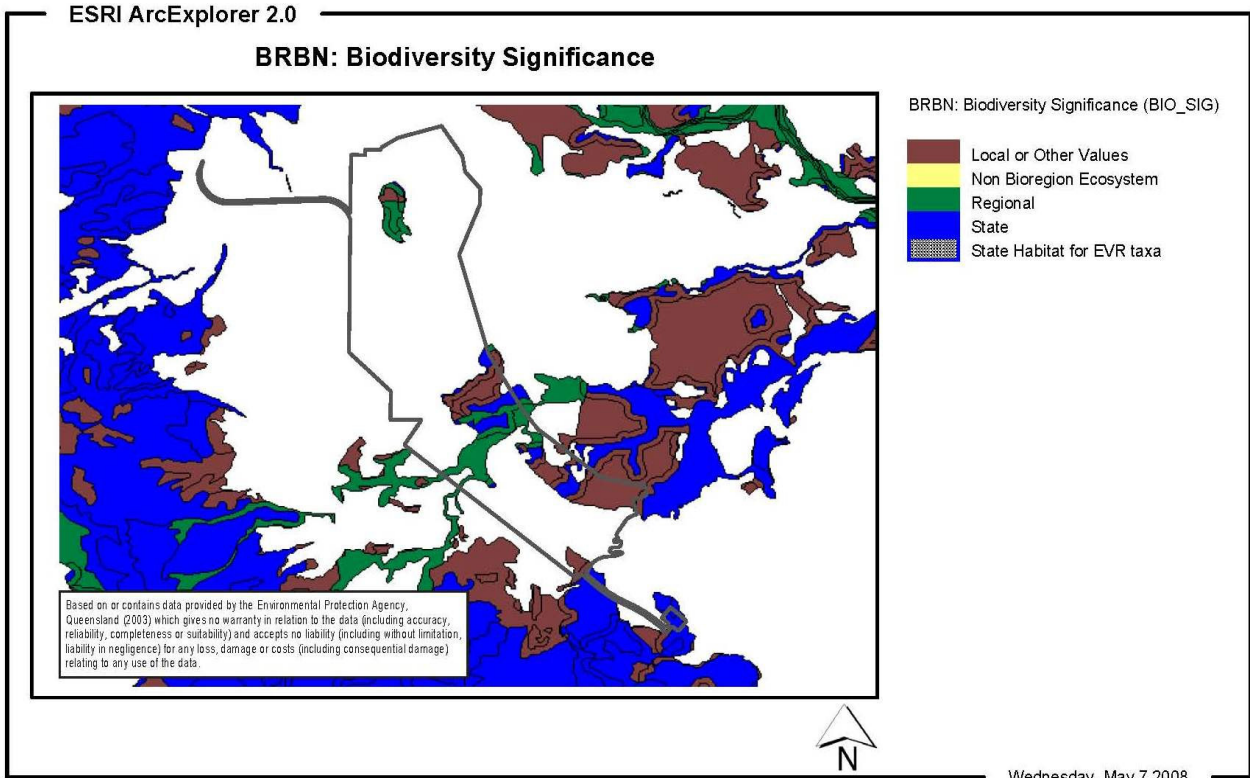 ESRI ArcExplorer 2.0
BRBN: Biodiversity Significance
BRBN: Biodiversity Significance (BIO_SIG)
Local or Other Values
Non Bioregion Ecosystem
Regional
State
State Habitat for EVR taxa
Based on or contains data provided by the Environmental Protection Agency,
Queensland (2003) which gives no warranty in relation to the data (including accuracy,
reliability, completeness or suitability) and accepts no liability (including without limitation,
liability in negligence) for any loss, damage or costs (including consequential damage)
relating to any use of the data.
N
Wednesday, May 7 2008